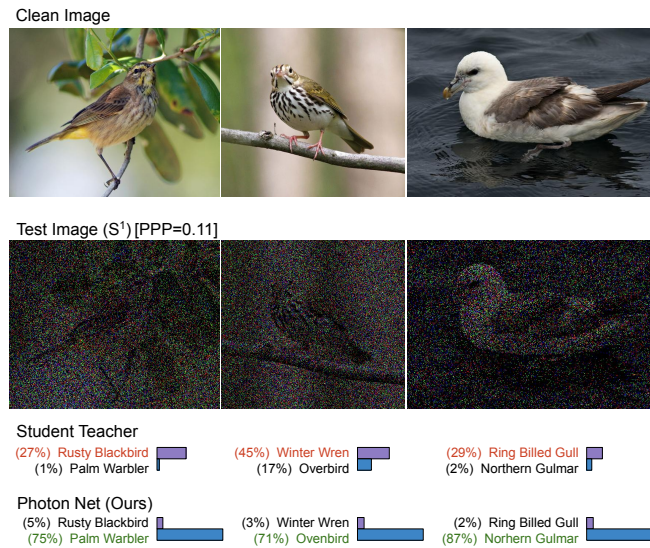 Clean Image
Test Image (S¹) [PPP=0.11]
Student Teacher
(27%) Rusty Blackbird (45%) Winter Wren (29%) Ring Billed Gull
(1%) Palm Warbler (17%) Overbird (2%) Northern Gulmar
Photon Net (Ours)
(5%) Rusty Blackbird (3%) Winter Wren (2%) Ring Billed Gull
(75%) Palm Warbler (71%) Ovenbird (87%) Norhern Gulmar